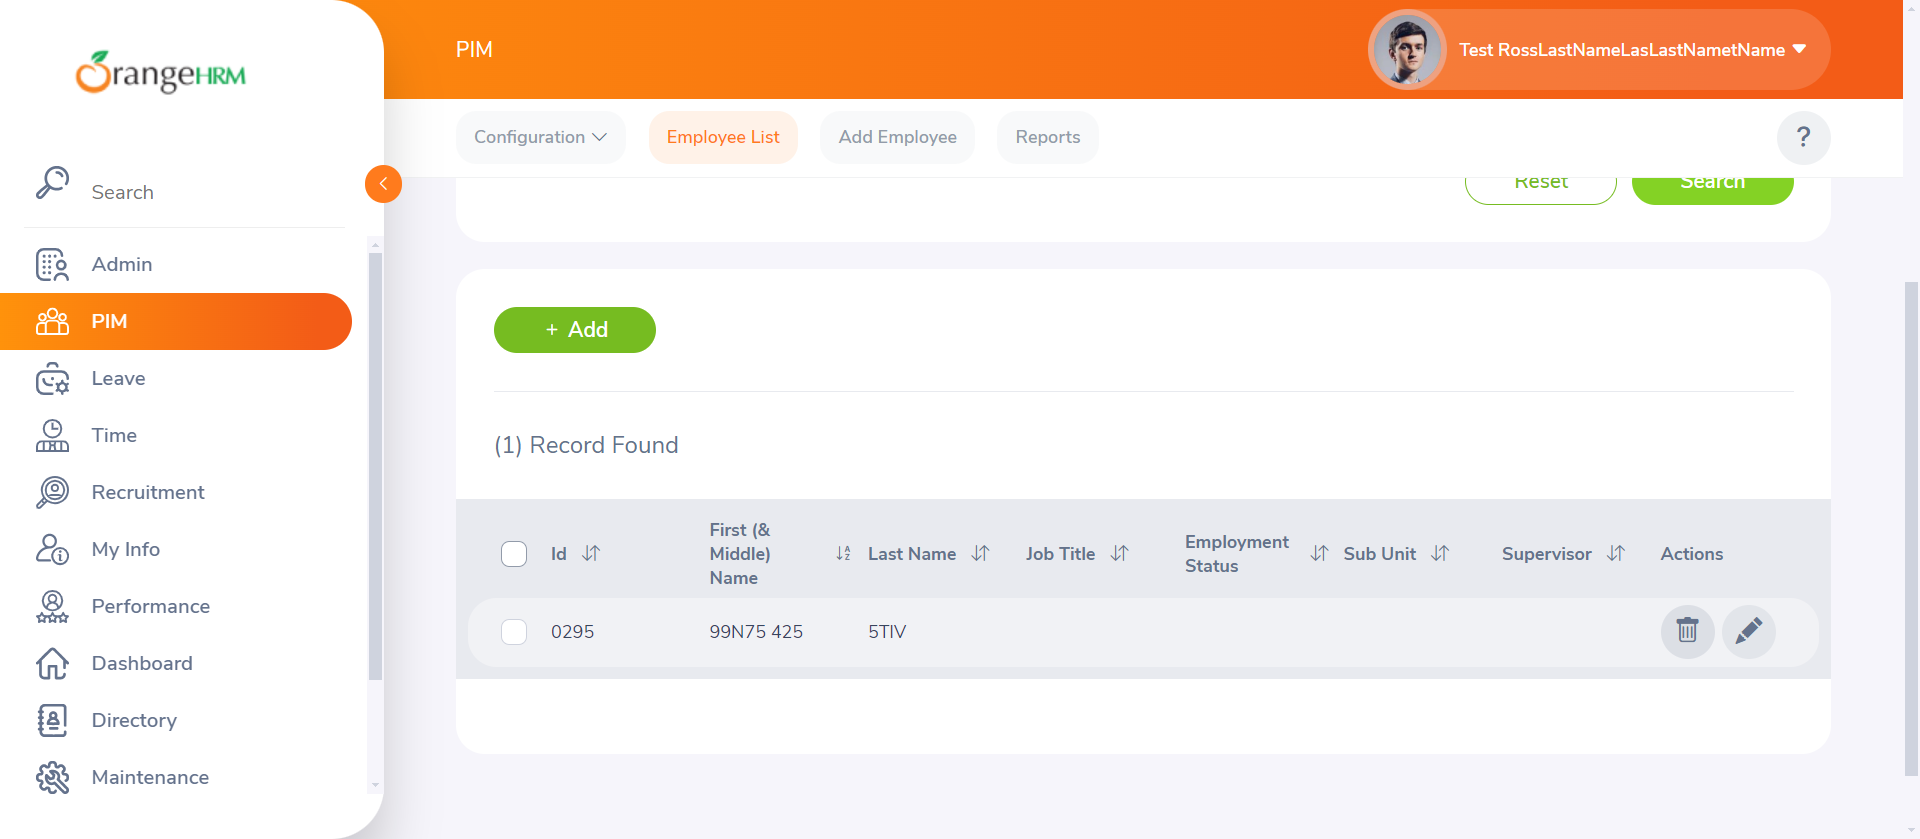 OrangeHRM
PIM
Test RossLastNameLasLastNametName
Configuration
Employee List
Add Employee
Reports
?
Search
Reset
Search
Admin
PIM
Leave
Time
Recruitment
My Info
Performance
Dashboard
Directory
Maintenance
+ Add
(1) Record Found
Id
First (&
Middle)
Name
Last Name
Job Title
Employment
Status
Sub Unit
Supervisor
Actions
0295
99N75 425
5TIV